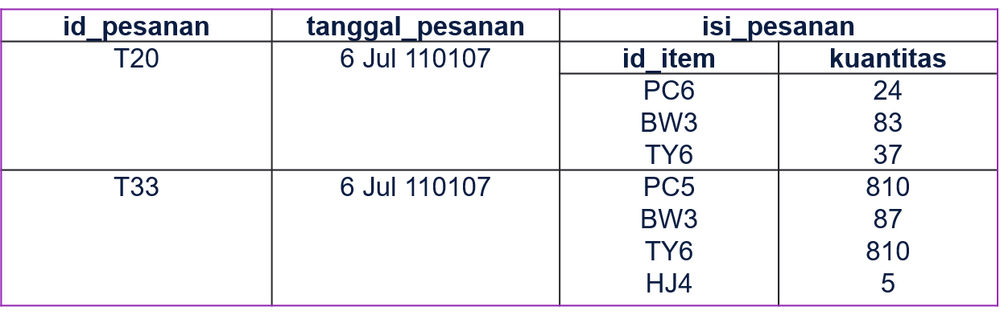 id_pesanan tanggal_pesanan isi_pesanan
T20 6 Jul 110107 id_item kuantitas
PC6 24
BW3 83
TY6 37
T33 6 Jul 110107 PC5 810
BW3 87
TY6 810
HJ4 5